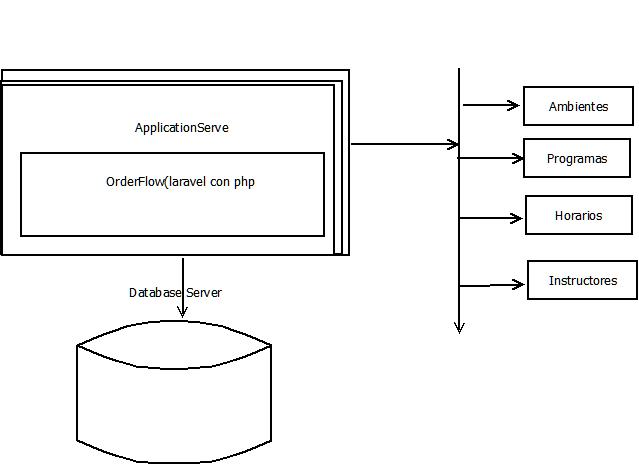 ApplicationServe
OrderFlow(laravel con php
Database Server
Ambientes
Programas
Horarios
Instructores